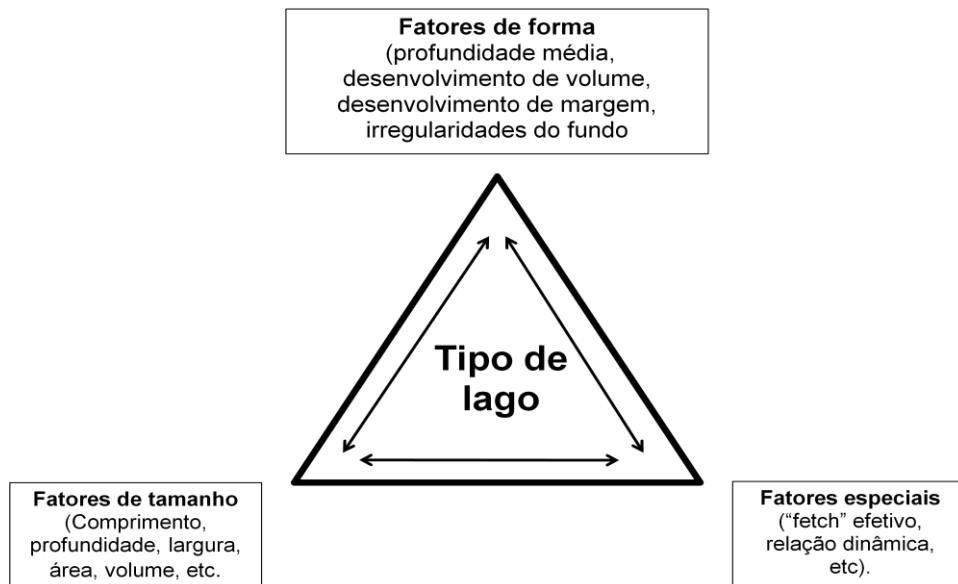 Fatores de forma
(profundidade média,
desenvolvimento de volume,
desenvolvimento de margem,
irregularidades do fundo
Tipo de
lago
Fatores de tamanho
(Comprimento,
profundidade, largura,
área, volume, etc.
Fatores especiais
(“fetch” efetivo,
relação dinâmica,
etc).